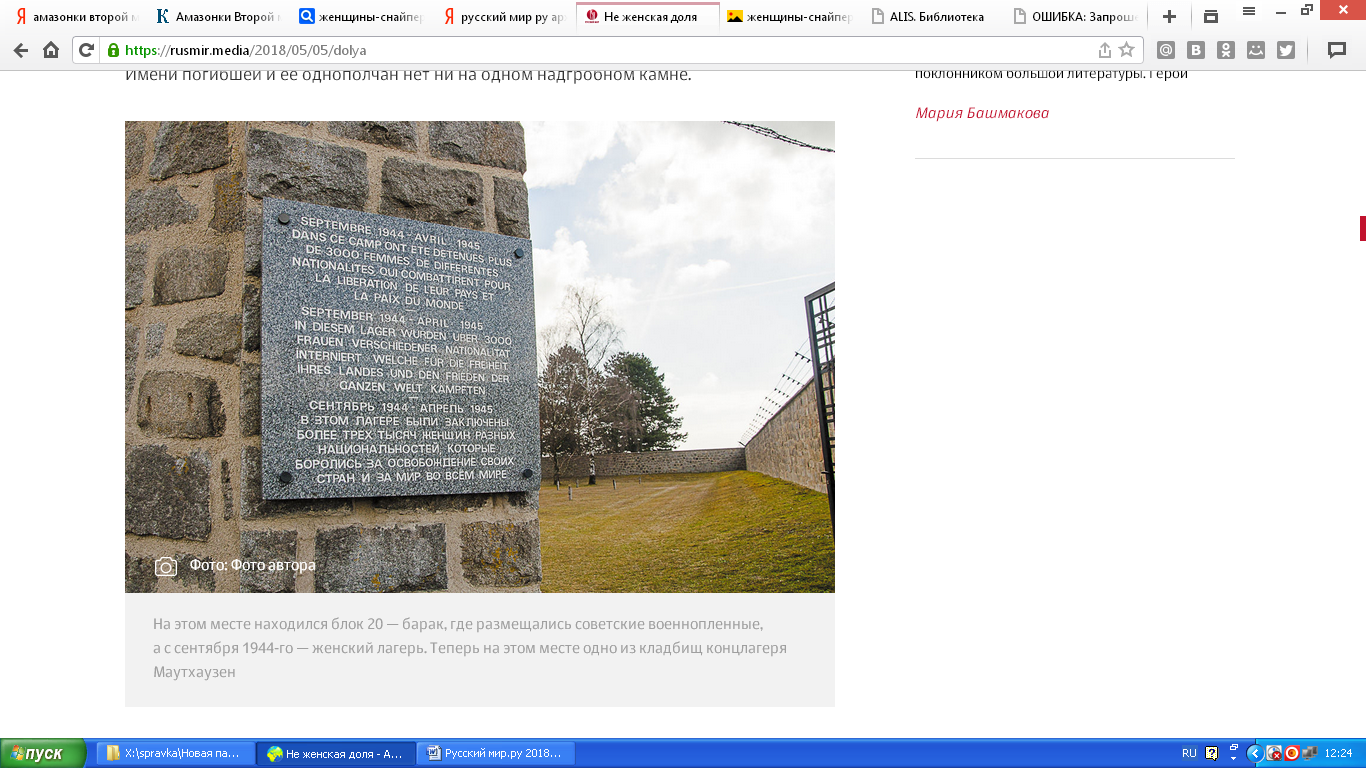 амазонки второй м
Амазонки Второй м
женщины-снайпер
русский мир ру ар
Не женская доля
женщины-снайпер
ALIS. Библиотека
ОШИБКА: Запроше
https://rusmir.media/2018/05/05/dolya
Имени погибшей и ее однополчан нет ни на одном надгробном камне.
поклонником большой литературы. Герои
Мария Башмакова
SEPTEMBRE 1944 - AVRIL 1945
DANS CE CAMP ONT ETE DETENUES PLUS
DE 3000 FEMMES, DE DIFFERENTES
NATIONALITES, QUI COMBATTIRENT POUR
LA LIBERATION DE LEUR PAYS ET
LA PAIX DU MONDE
SEPTEMBER 1944 - APRIL 1945
IN DIESEM LAGER WURDEN UBER 3000
FRAUEN VERSCHIEDENER NATIONALITAT
INTERNIERT WELCHE FÜR DIE FREIHEIT
IHRES LANDES UND DEN FRIEDEN DER
GANZEN WELT KAMPFTEN
СЕНТЯБРЬ 1944 - АПРЕЛЬ 1945
В ЭТОМ ЛАГЕРЕ БЫЛИ ЗАКЛЮЧЕНЫ
БОЛЕЕ ТРЕХ ТЫСЯЧ ЖЕНЩИН РАЗНЫХ
НАЦИОНАЛЬНОСТЕЙ, КОТОРЫЕ
БОРОЛИСЬ ЗА ОСВОБОЖДЕНИЕ СВОИХ
СТРАН И ЗА МИР ВО ВСЁМ МИРЕ
Фото: Фото автора
На этом месте находился блок 20 — барак, где размещались советские военнопленные,
а с сентября 1944-го — женский лагерь. Теперь на этом месте одно из кладбищ концлагеря
Маутхаузен
пуск
X:\spravka\Новая па...
Не женская доля - А...
Русский мир.ру 2018...
RU
12:24